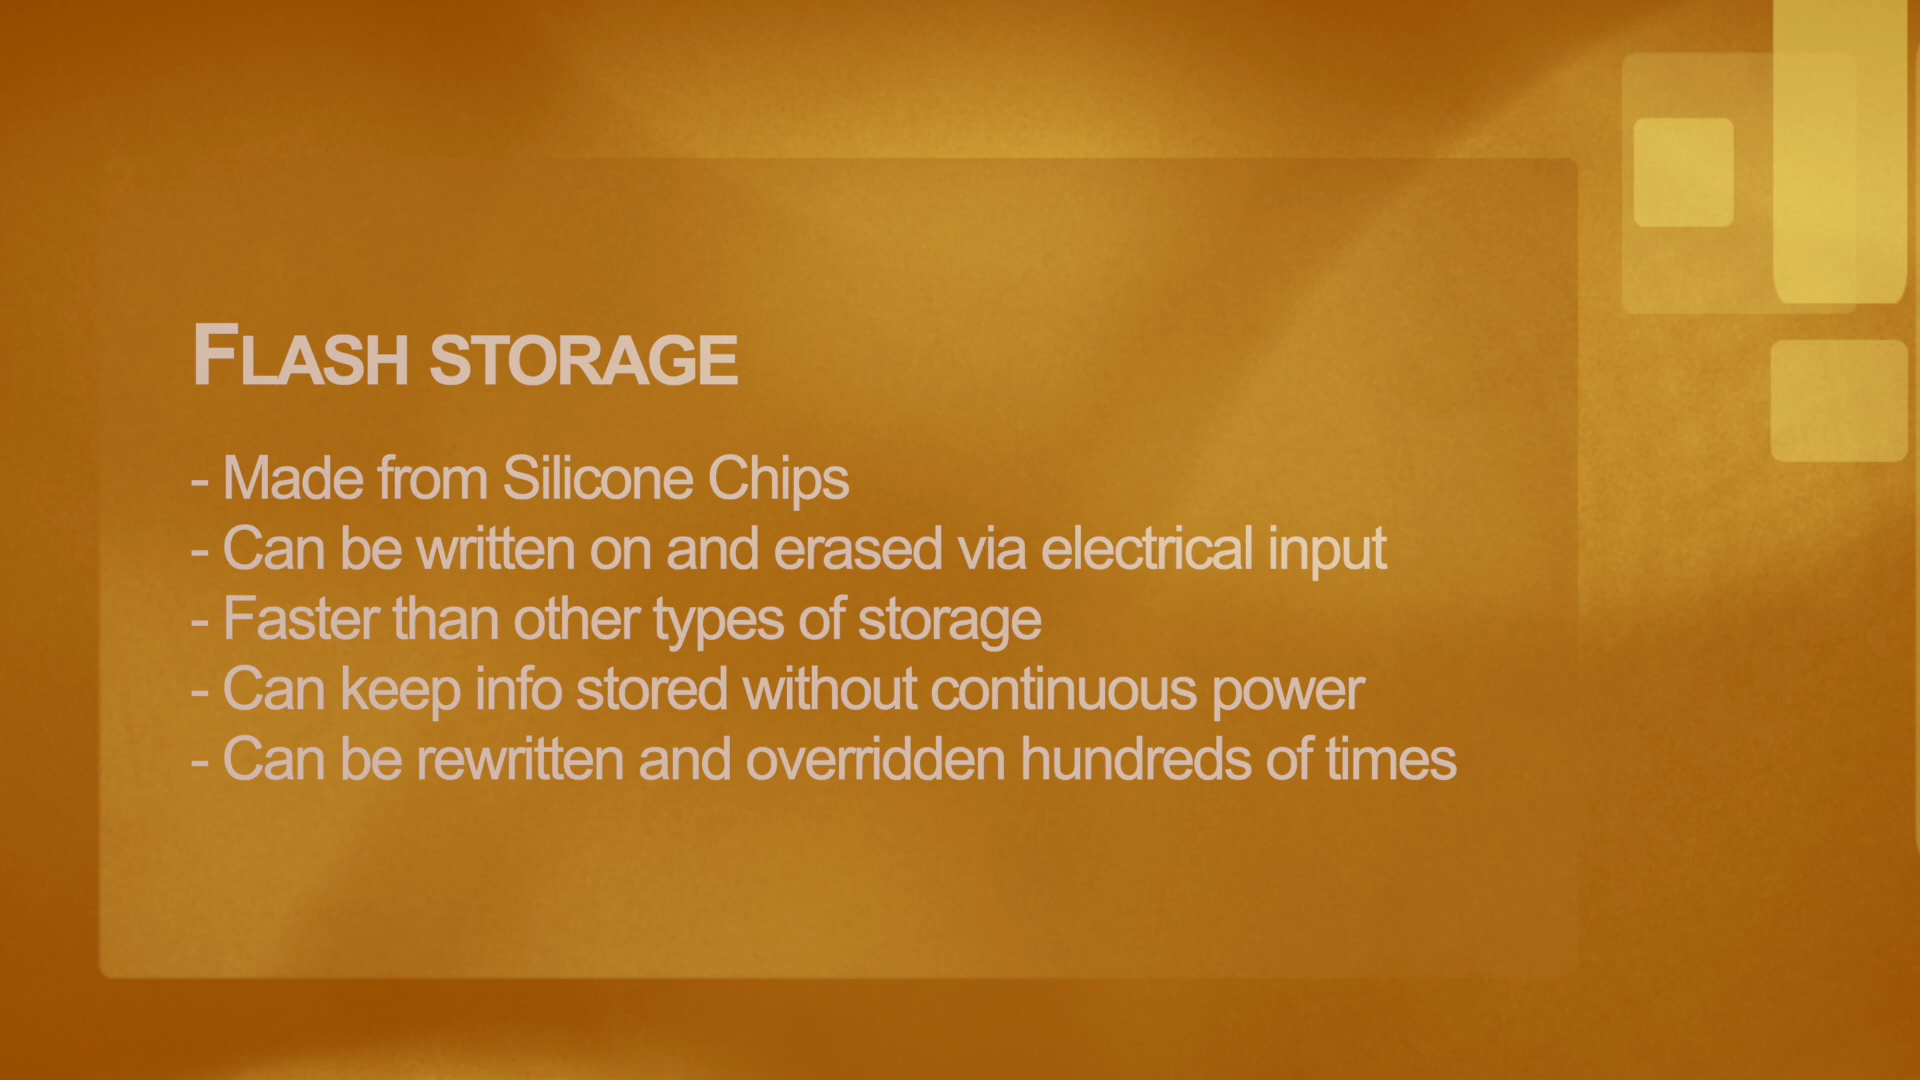 Flash storage
- Made from Silicone Chips
- Can be written on and erased via electrical input
- Faster than other types of storage
- Can keep info stored without continuous power
- Can be rewritten and overridden hundreds of times